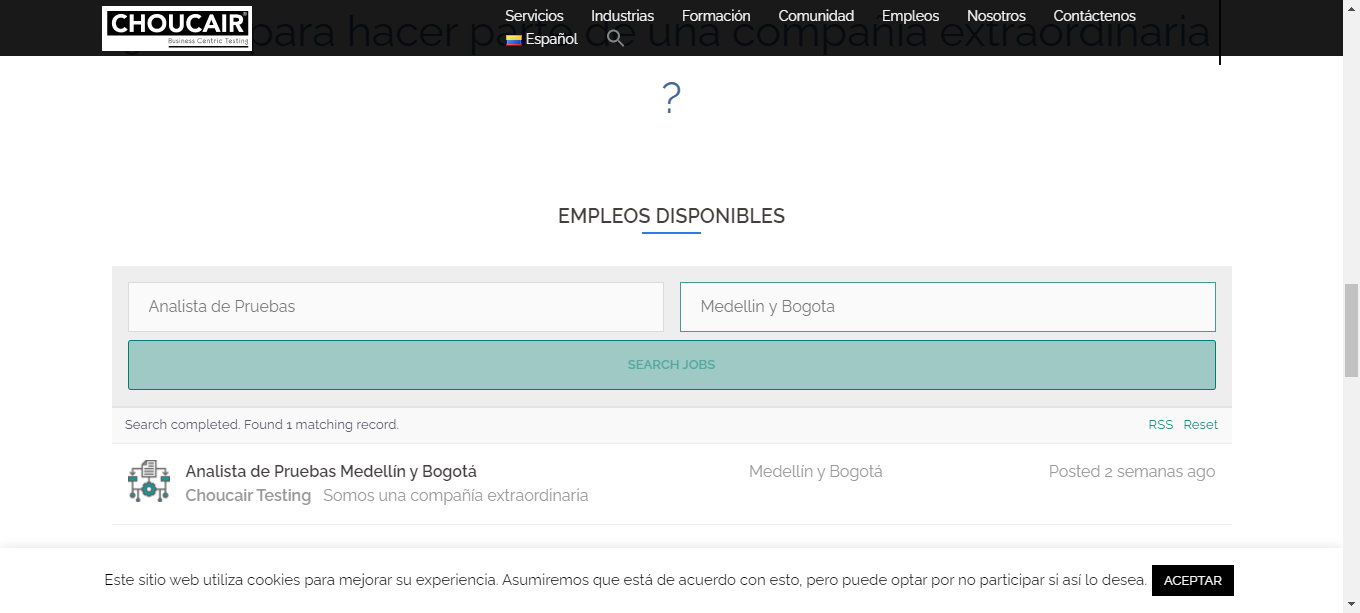 CHOUCAIR®
Business Centric Testing
Servicios Industrias Formación Comunidad Empleos Nosotros Contáctenos
Español
para hacer parte de una compañía extraordinaria
?
EMPLEOS DISPONIBLES
Analista de Pruebas Medellin y Bogota
SEARCH JOBS
Search completed. Found 1 matching record. RSS Reset
Analista de Pruebas Medellín y Bogotá Medellín y Bogotá Posted 2 semanas ago
Choucair Testing Somos una compañía extraordinaria
Este sitio web utiliza cookies para mejorar su experiencia. Asumiremos que está de acuerdo con esto, pero puede optar por no participar si así lo desea. ACEPTAR